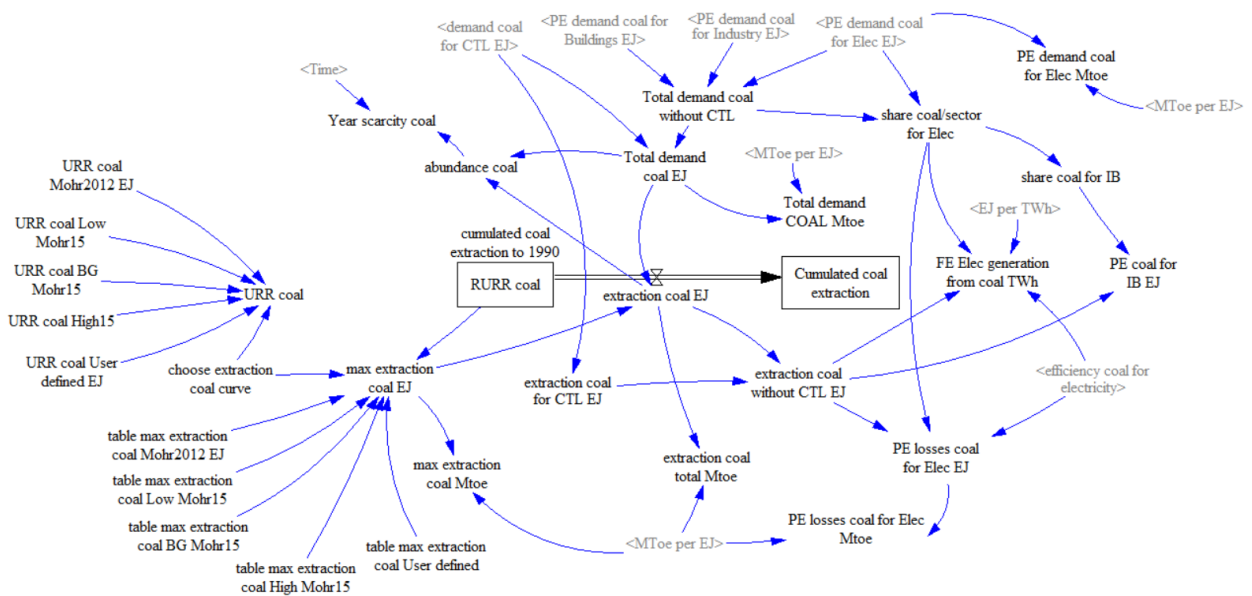 <demand coal
for CTL EJ>
<PE demand coal for
Buildings EJ>
<PE demand coal
for Industry EJ>
<PE demand coal
for Elec EJ>
PE demand coal
for Elec Mtoe
<Time>
Year scarcity coal
Total demand coal
without CTL
share coal/sector
for Elec
<MToe per EJ>
abundance coal
Total demand
coal EJ
<MToe per EJ>
share coal for IB
URR coal
Mohr2012 EJ
Total demand
COAL Mtoe
<EJ per TWh>
URR coal Low
Mohr15
cumulated coal
extraction to 1990
URR coal BG
Mohr15
URR coal
RURR coal
extraction coal EJ
Cumulated coal
extraction
FE Elec generation
from coal TWh
PE coal for
IB EJ
URR coal High15
URR coal User
defined EJ
choose extraction
coal curve
max extraction
coal EJ
extraction coal
for CTL EJ
extraction coal
without CTL EJ
<efficiency coal for
electricity>
table max extraction
coal Mohr2012 EJ
max extraction
coal Mtoe
extraction coal
total Mtoe
PE losses coal
for Elec EJ
table max extraction
coal Low Mohr15
table max extraction
coal BG Mohr15
table max extraction
coal High Mohr15
table max extraction
coal User defined
<MToe per EJ>
PE losses coal for Elec
Mtoe